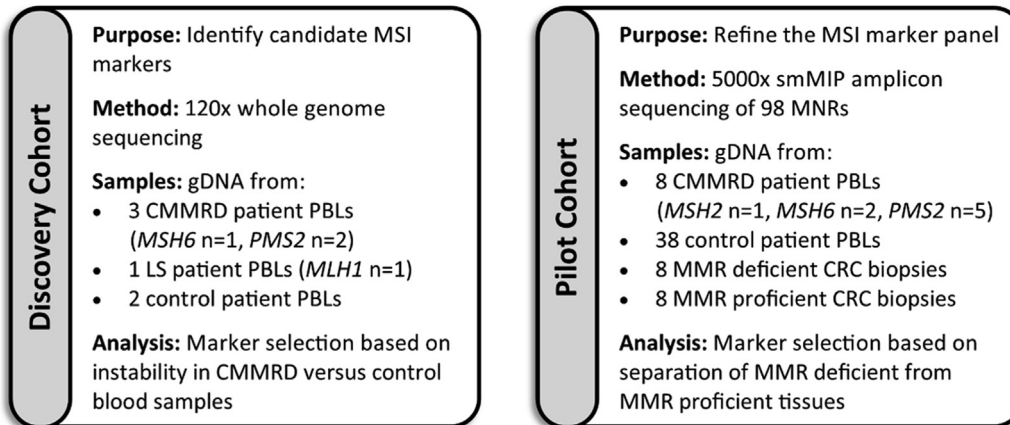 Discovery Cohort
Purpose: Identify candidate MSI
markers
Method: 120x whole genome
sequencing
Samples: gDNA from:
• 3 CMMRD patient PBLs
(MSH6 n=1, PMS2 n=2)
• 1 LS patient PBLs (MLH1 n=1)
• 2 control patient PBLs
Analysis: Marker selection based on
instability in CMMRD versus control
blood samples
Pilot Cohort
Purpose: Refine the MSI marker panel
Method: 5000x smMIP amplicon
sequencing of 98 MNRs
Samples: gDNA from:
• 8 CMMRD patient PBLs
(MSH2 n=1, MSH6 n=2, PMS2 n=5)
• 38 control patient PBLs
• 8 MMR deficient CRC biopsies
• 8 MMR proficient CRC biopsies
Analysis: Marker selection based on
separation of MMR deficient from
MMR proficient tissues